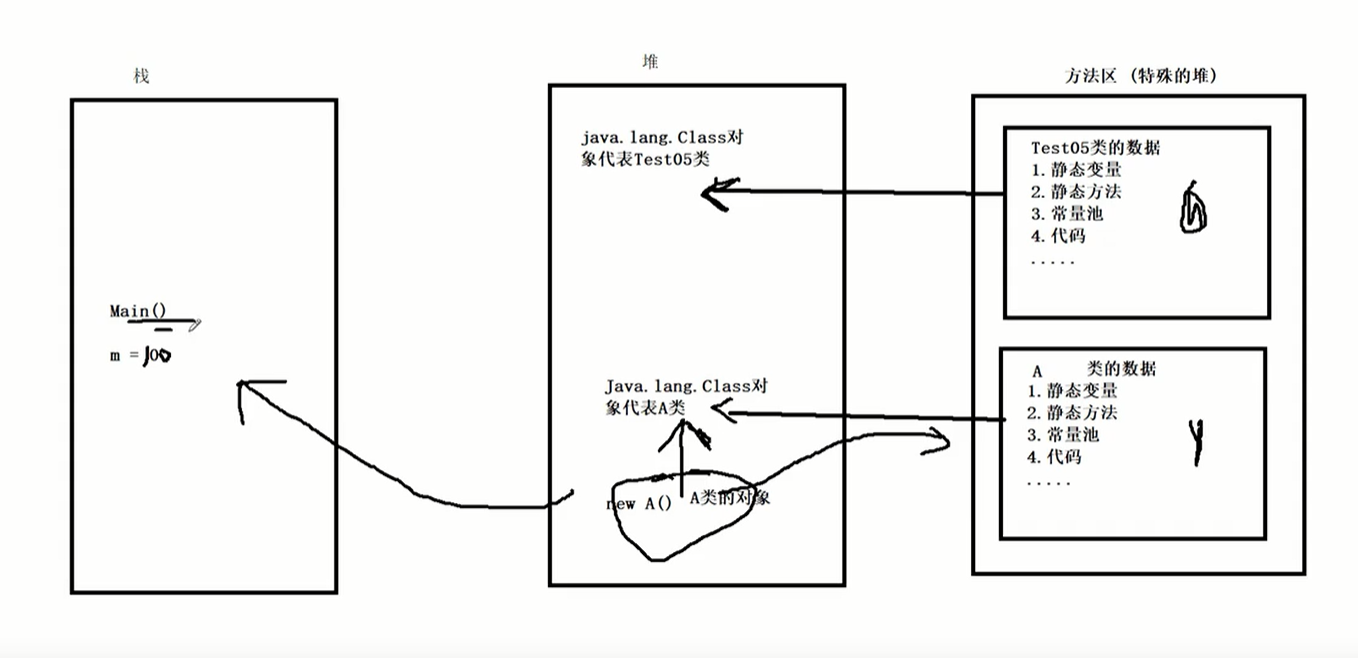 栈
Main()
m = 100
堆
java.lang.Class对
象代表Test05类
Java.lang.Class对
象代表A类
new A()
A类的对象
方法区 (特殊的堆)
Test05类的数据
1. 静态变量
2. 静态方法
3. 常量池
4. 代码
.....
A 类的数据
1. 静态变量
2. 静态方法
3. 常量池
4. 代码
.....